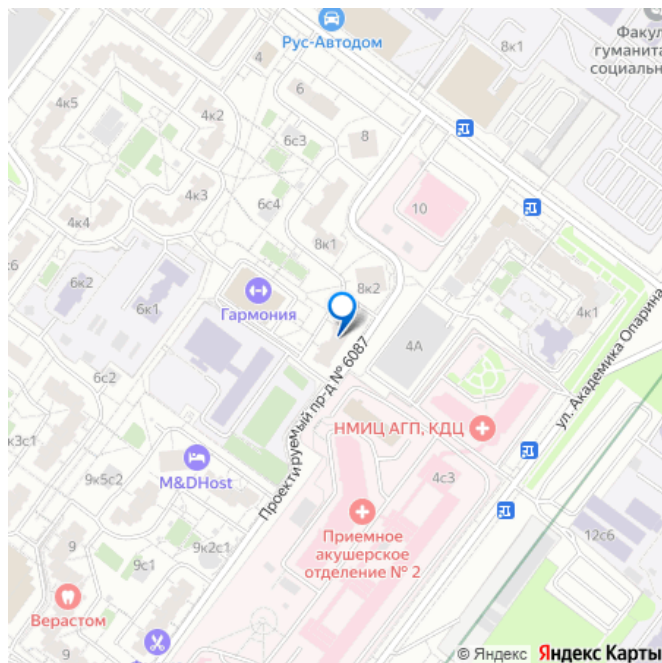 Рус-Автодом
Факул
гуманита
социальн
8к1
4
6
4к5
4к2
6с3
8
4к3
6с4
10
4к4
8к1
с6
6к2
8к2
6к1
Гармония
4к1
4А
ул. Академика Опарина
Проектируемый пр-д № 6087
6с2
НМИЦ АГП, КДЦ
к3с1
M&DHost
9к5с2
4с3
Приемное
акушерское
отделение № 2
12с6
9к2с1
9
9с1
Верастом
9
9
© Яндекс Яндекс Карты